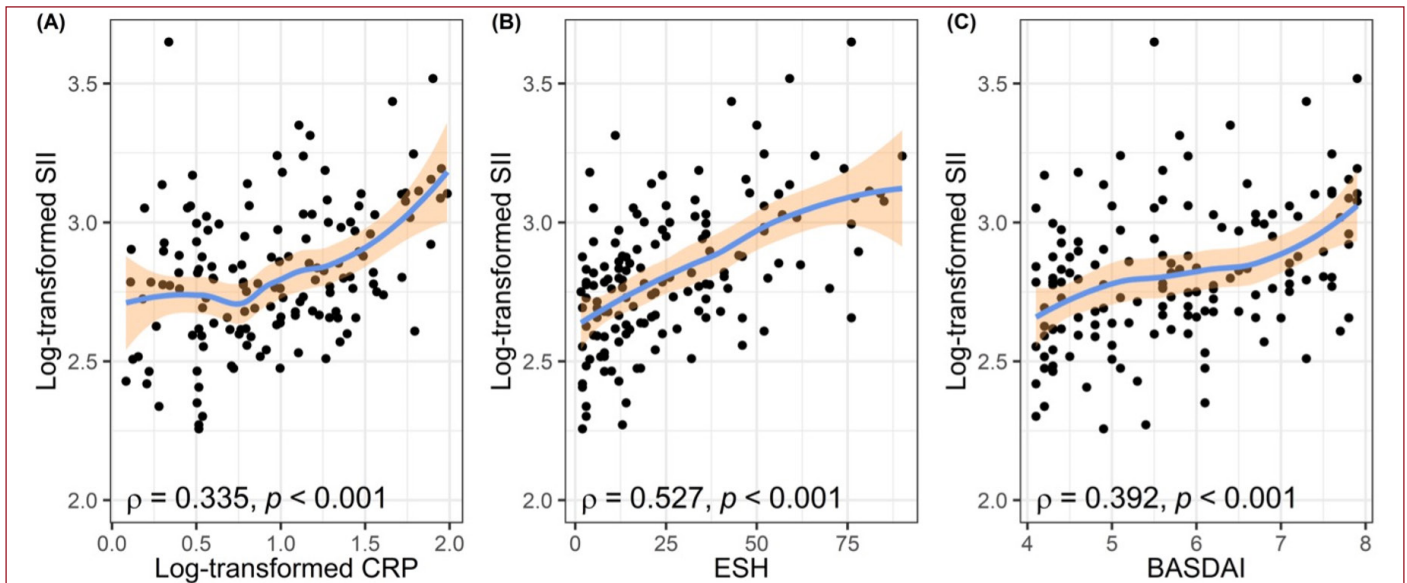 (A)
Log-transformed SII
3.5
3.0
2.5
2.0
ρ = 0.335, p < 0.001
0.0 0.5 1.0 1.5 2.0
Log-transformed CRP
(B)
Log-transformed SII
3.5
3.0
2.5
2.0
ρ = 0.527, p < 0.001
0 25 50 75
ESH
(C)
Log-transformed SII
3.5
3.0
2.5
2.0
ρ = 0.392, p < 0.001
4 5 6 7 8
BASDAI